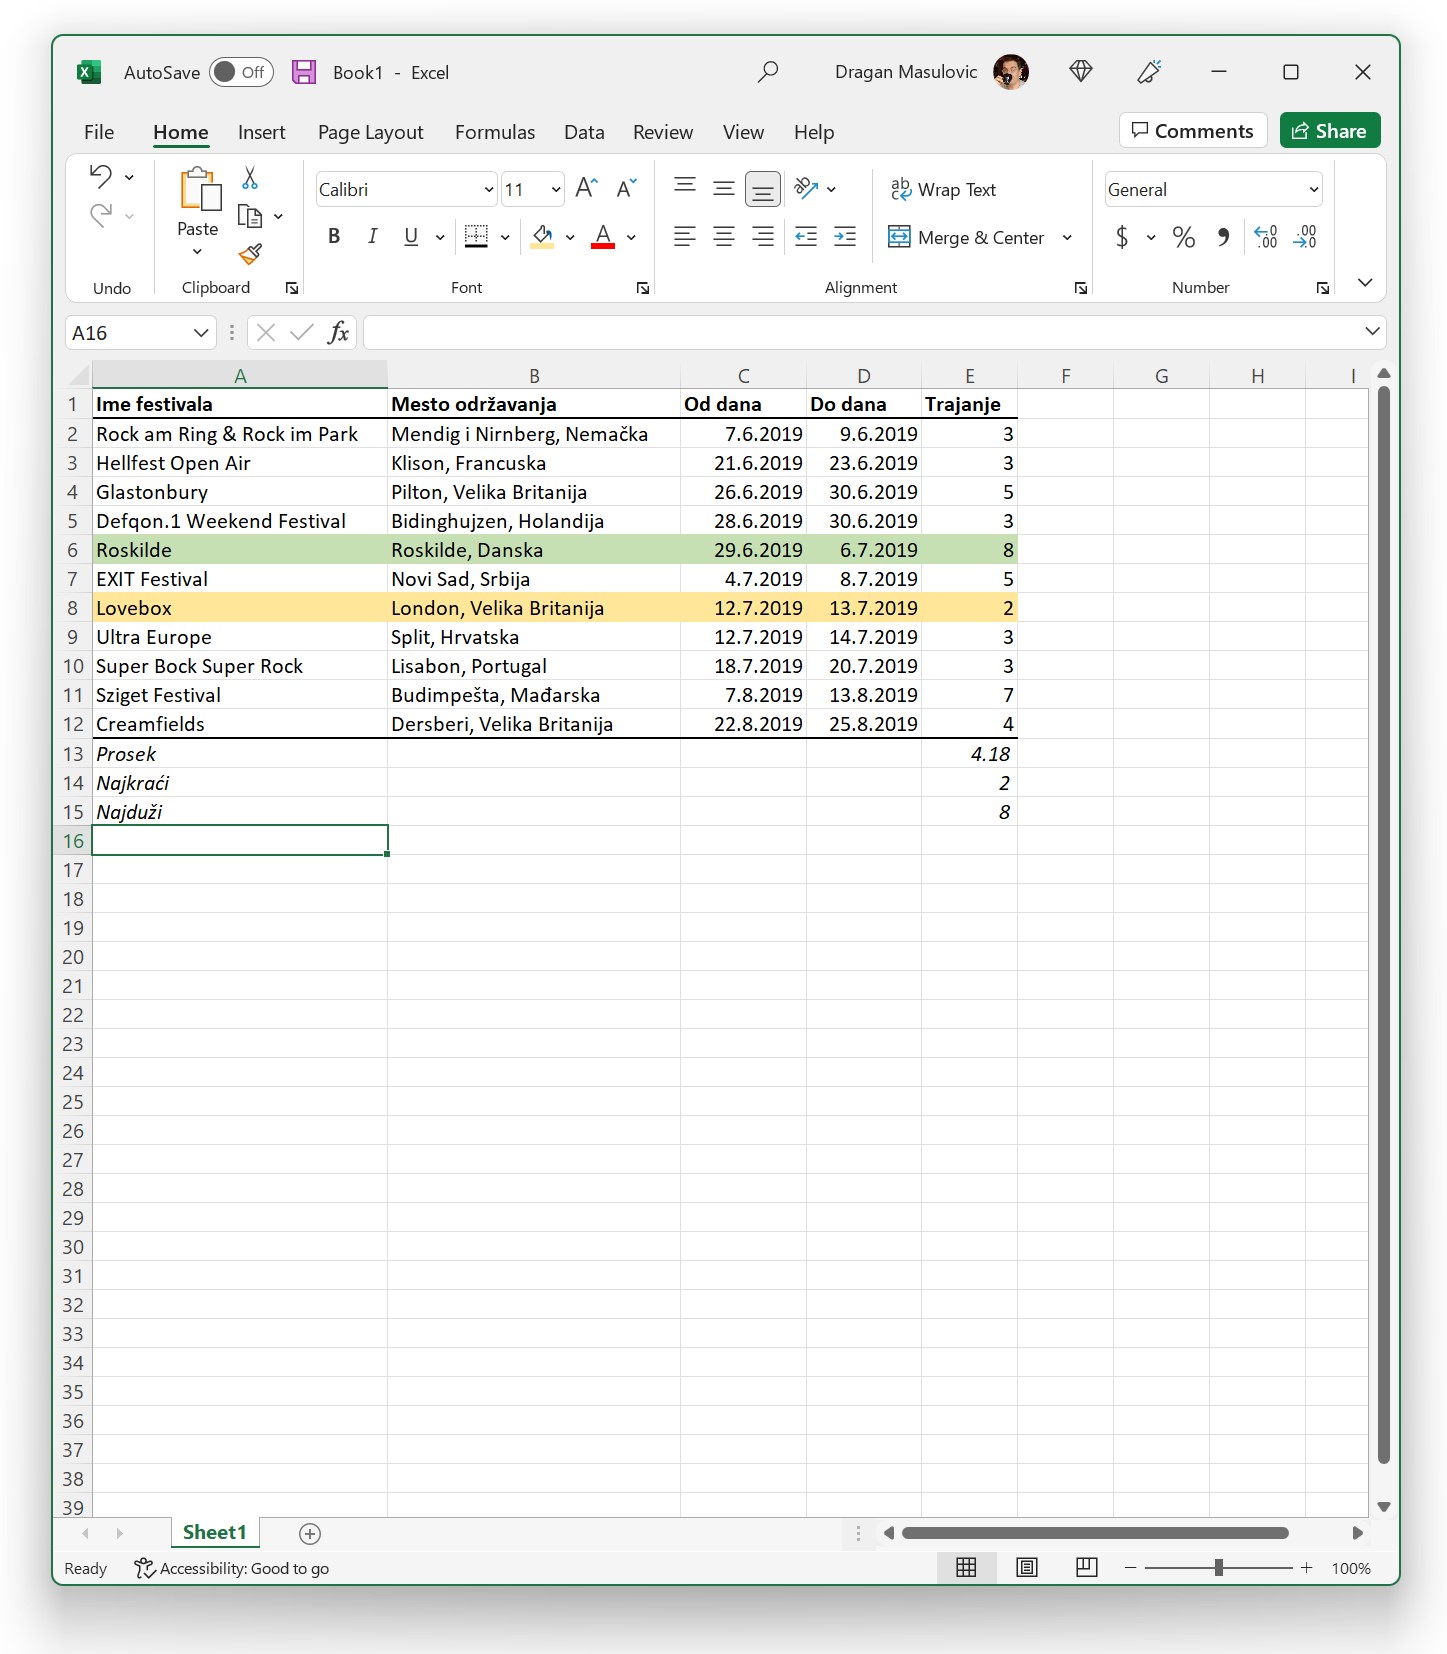 AutoSave Off Book1 - Excel Dragan Masulovic
File Home Insert Page Layout Formulas Data Review View Help Comments Share
Calibri 11 ab Wrap Text General
Paste B I U A Merge & Center $ % 9 .00 .00
Undo Clipboard Font Alignment Number
A16 fx
A B C D E F G H I
1 Ime festivala Mesto održavanja Od dana Do dana Trajanje
2 Rock am Ring & Rock im Park Mendig i Nirnberg, Nemačka 7.6.2019 9.6.2019 3
3 Hellfest Open Air Klison, Francuska 21.6.2019 23.6.2019 3
4 Glastonbury Pilton, Velika Britanija 26.6.2019 30.6.2019 5
5 Defqon.1 Weekend Festival Bidinghujzen, Holandija 28.6.2019 30.6.2019 3
6 Roskilde Roskilde, Danska 29.6.2019 6.7.2019 8
7 EXIT Festival Novi Sad, Srbija 4.7.2019 8.7.2019 5
8 Lovebox London, Velika Britanija 12.7.2019 13.7.2019 2
9 Ultra Europe Split, Hrvatska 12.7.2019 14.7.2019 3
10 Super Bock Super Rock Lisabon, Portugal 18.7.2019 20.7.2019 3
11 Sziget Festival Budimpešta, Mađarska 7.8.2019 13.8.2019 7
12 Creamfields Dersberi, Velika Britanija 22.8.2019 25.8.2019 4
13 Prosek 4.18
14 Najkraći 2
15 Najduži 8
16
17
18
19
20
21
22
23
24
25
26
27
28
29
30
31
32
33
34
35
36
37
38
39
Sheet1
Ready Accessibility: Good to go 100%